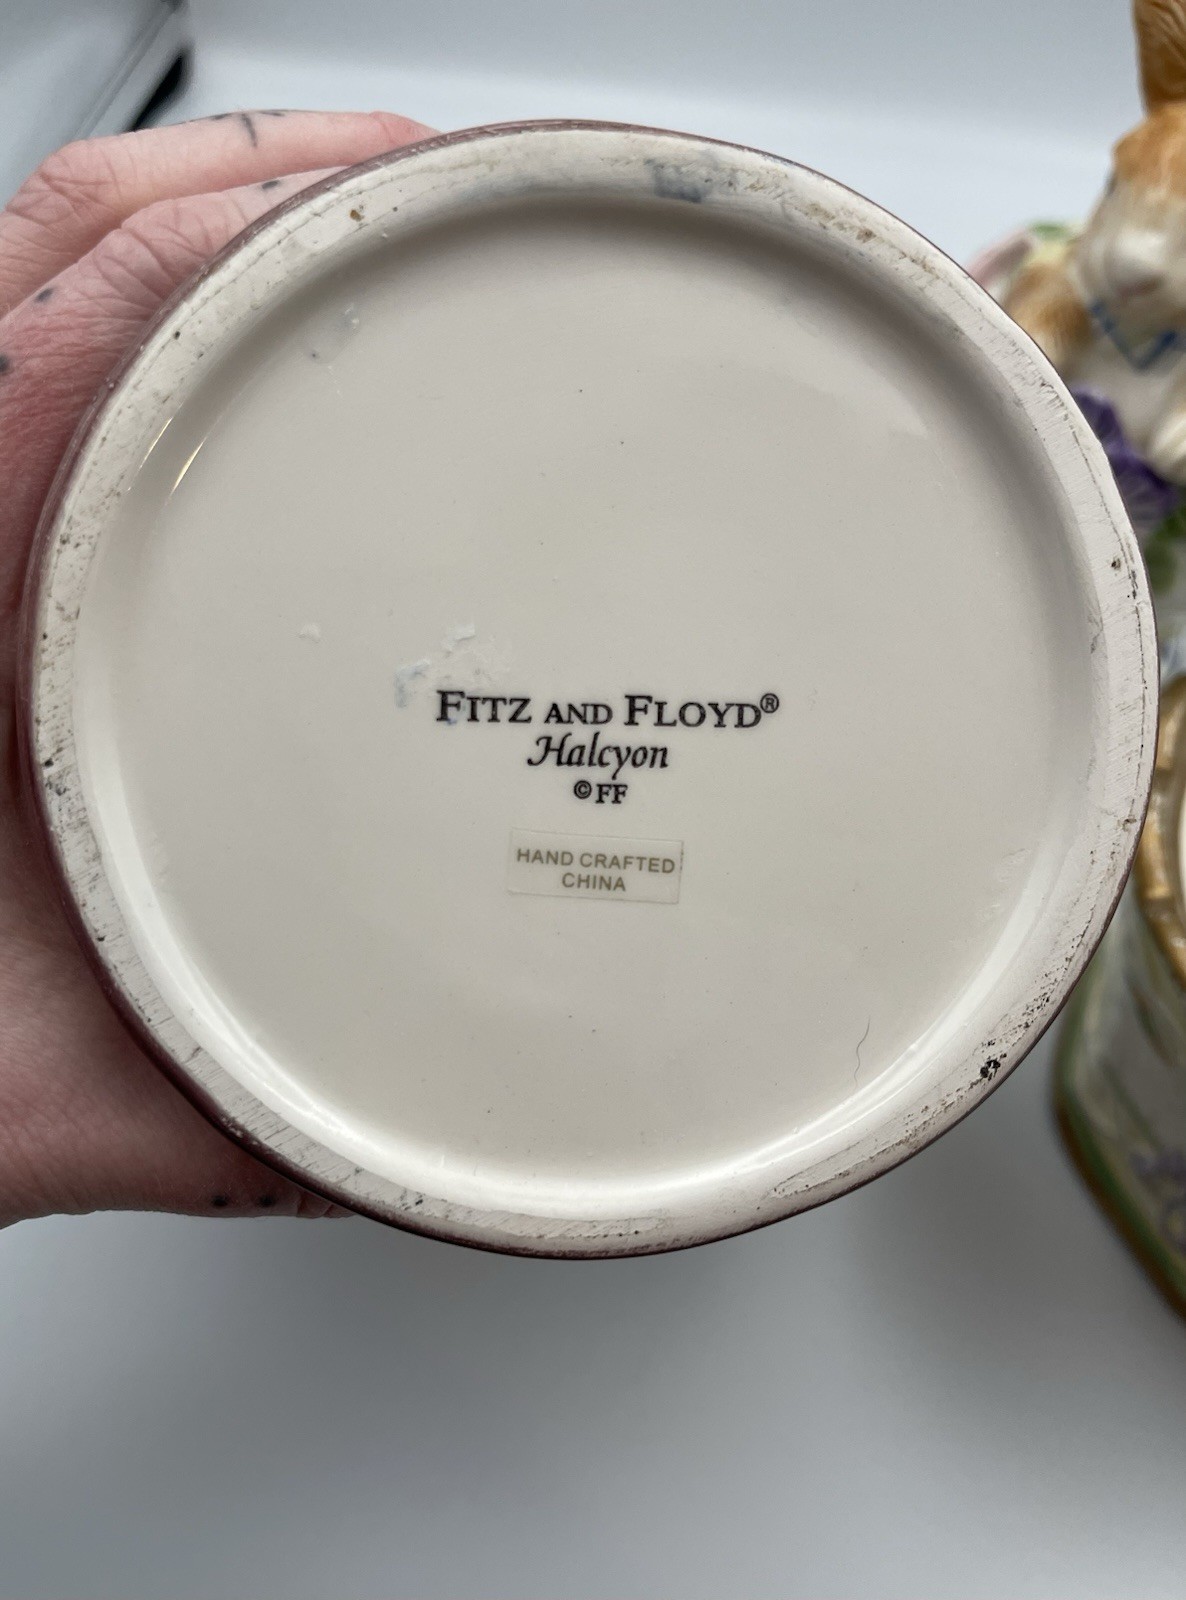 FITZ AND FLOYD®
Halcyon
©FF
HAND CRAFTED
CHINA